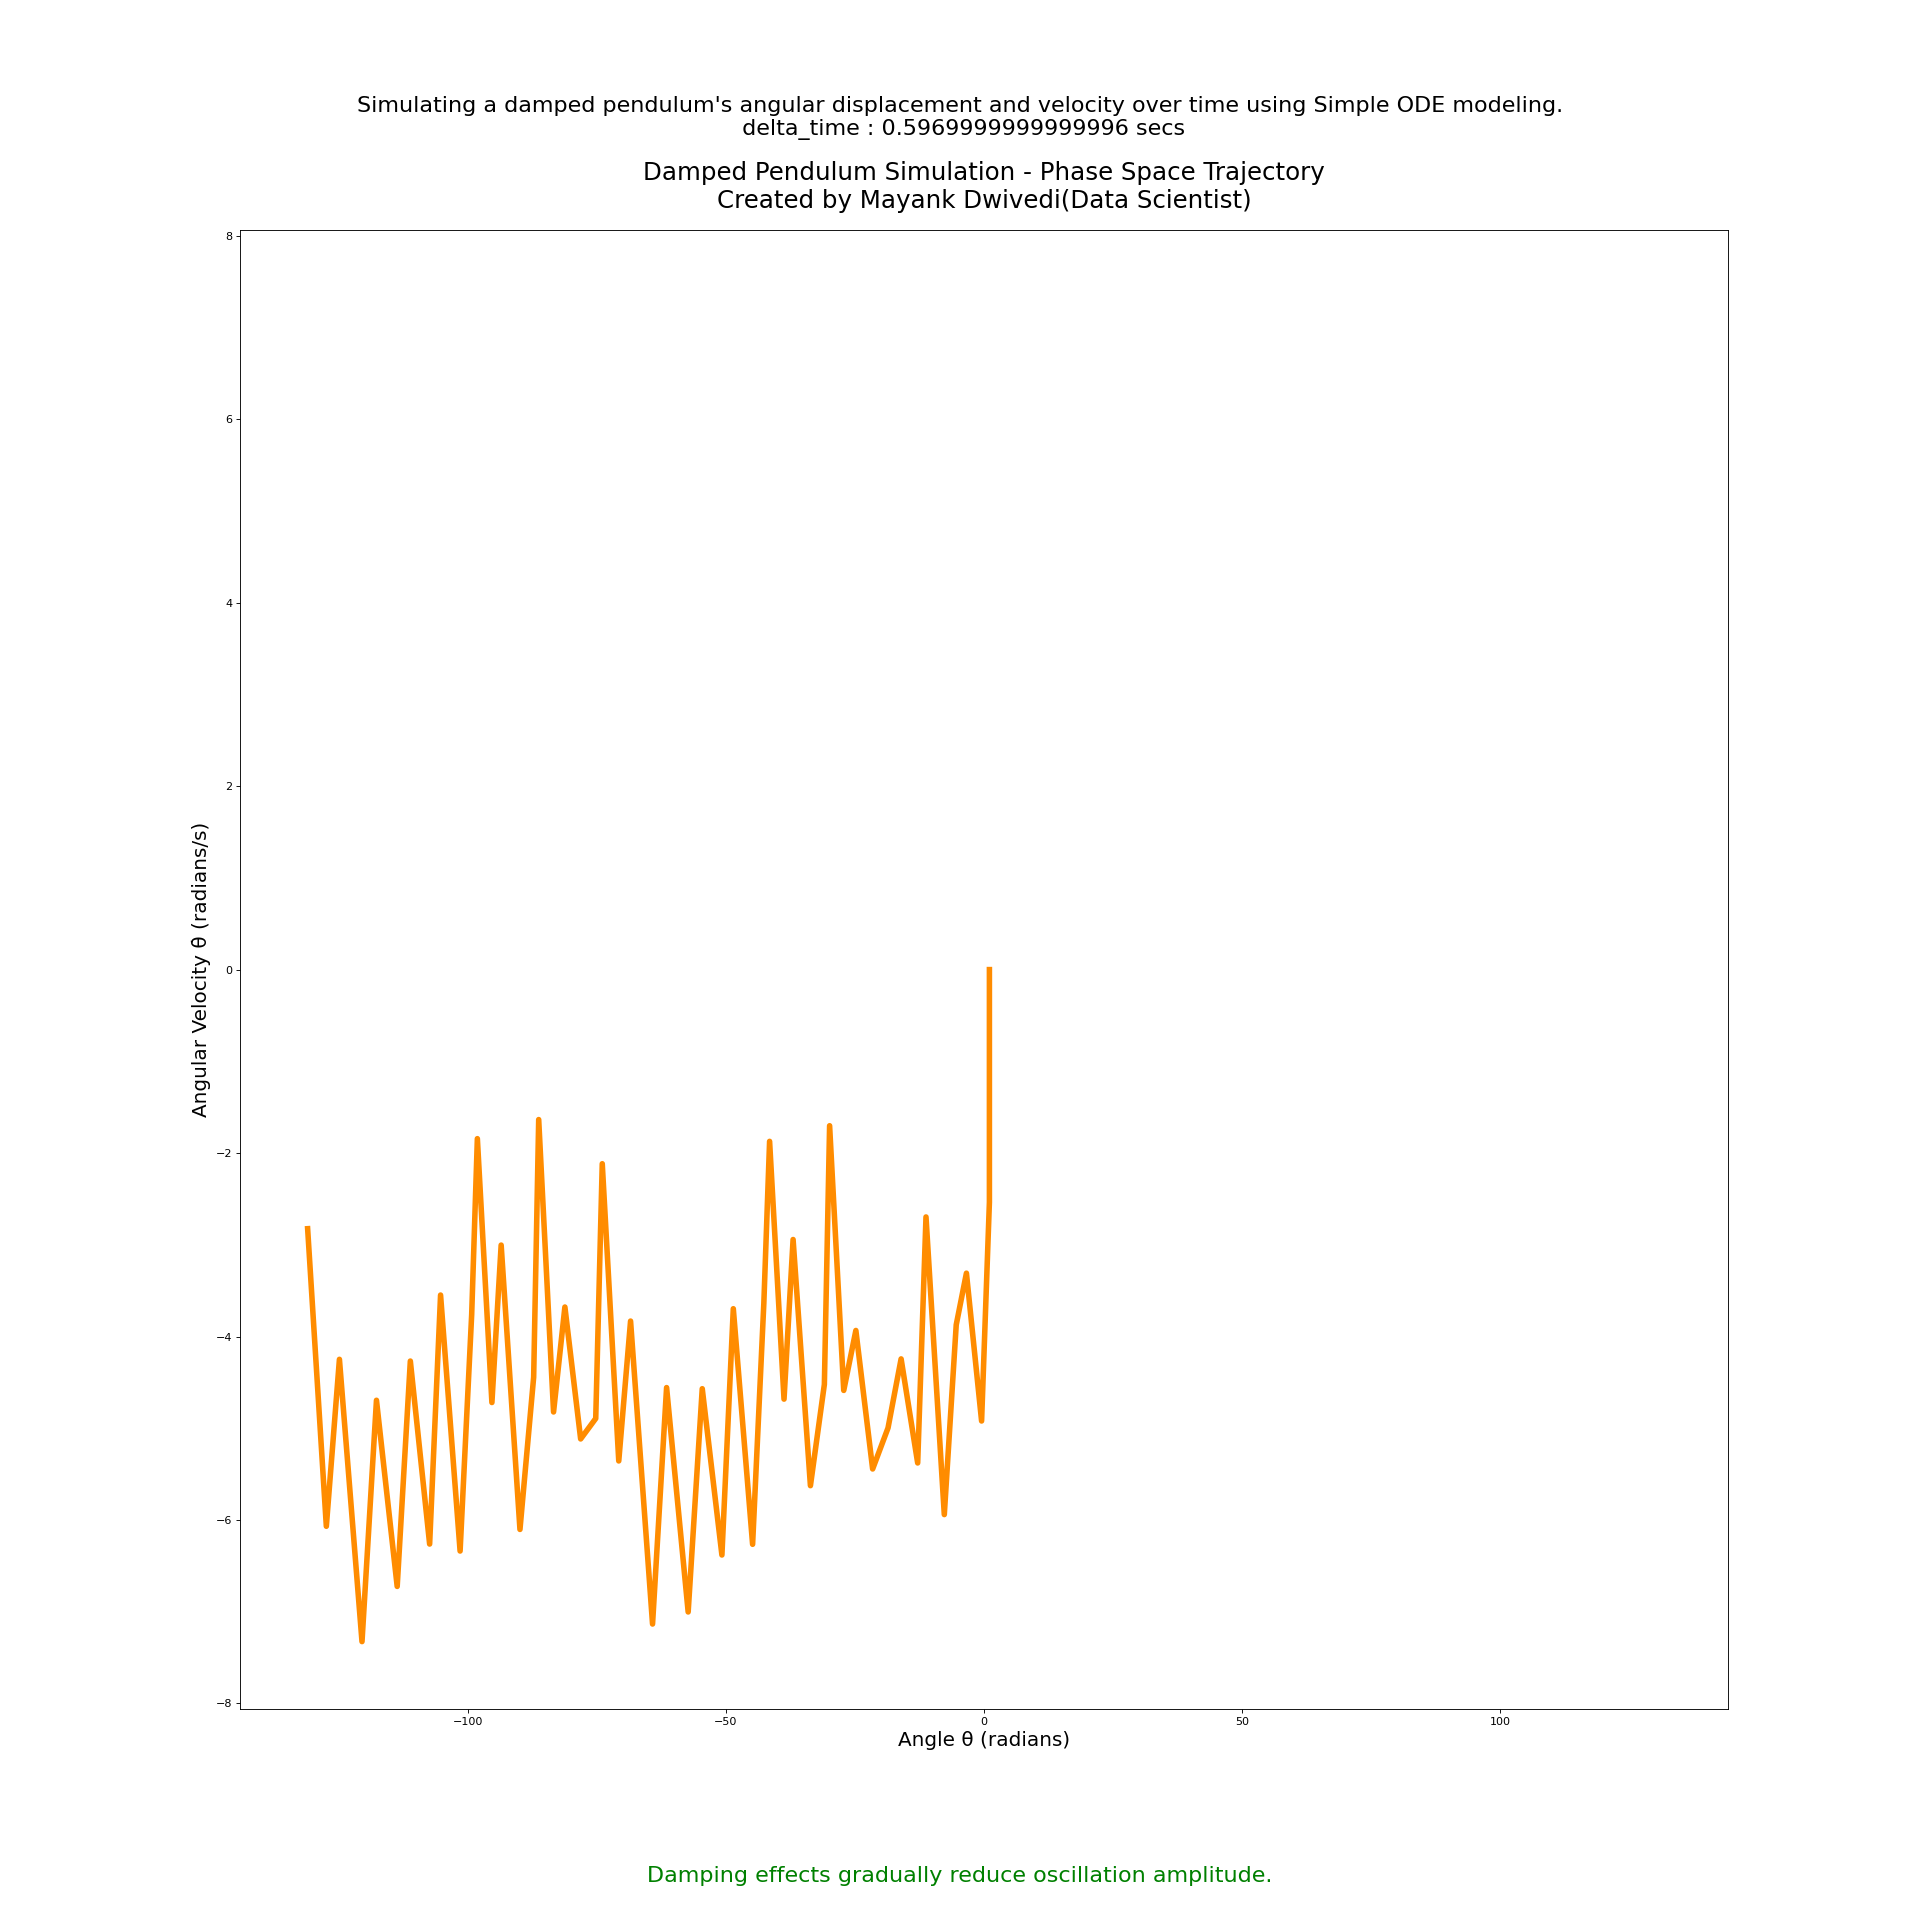 Simulating a damped pendulum's angular displacement and velocity over time using Simple ODE modeling.
delta_time : 0.5969999999999996 secs
Damped Pendulum Simulation - Phase Space Trajectory
Created by Mayank Dwivedi(Data Scientist)
8
6
4
2
0
−2
−4
−6
−8
Angular Velocity θ̇ (radians/s)
−100
−50
0
50
100
Angle θ (radians)
Damping effects gradually reduce oscillation amplitude.